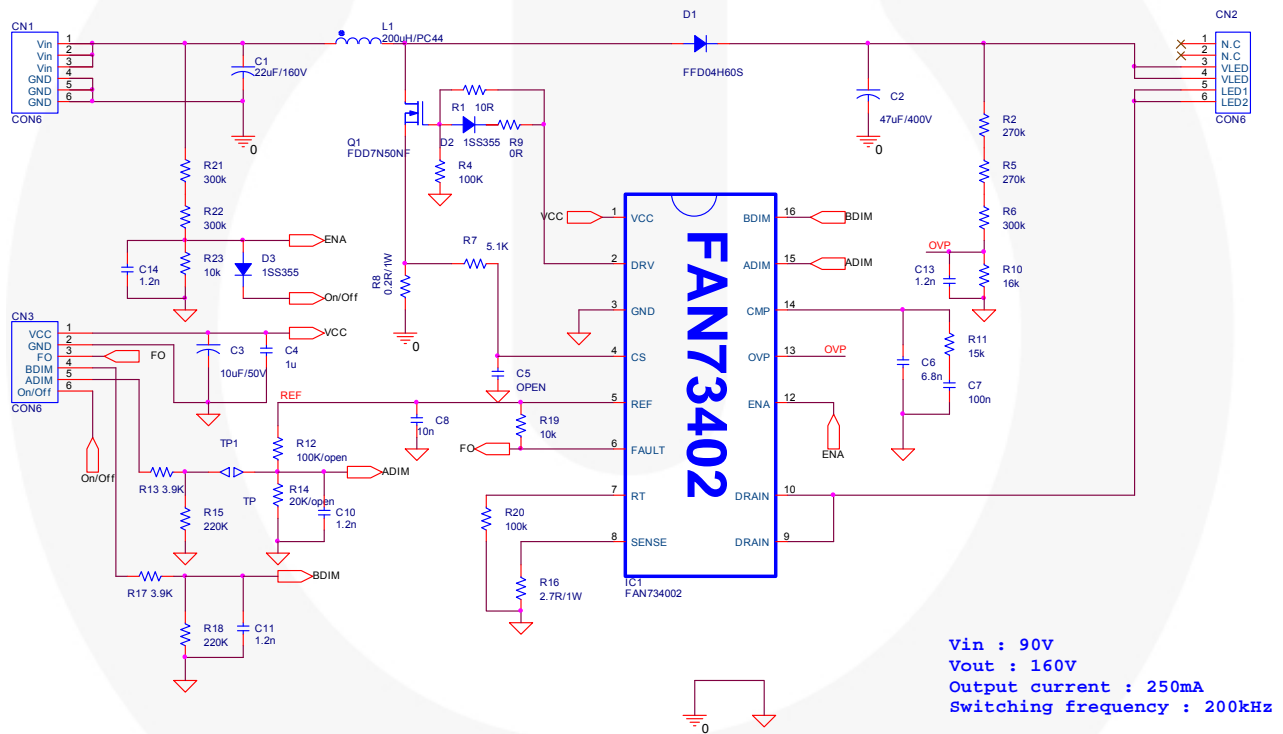 CN1
Vin 1
Vin 2
Vin 3
GND 4
GND 5
GND 6
CON6
C1
22uF/160V
0
L1
200uH/PC44
D1
FFD04H60S
CN2
1 N.C
2 N.C
3 VLED
4 VLED
5 LED1
6 LED2
CON6
C2
47uF/400V
0
R1 10R
D2 1SS355
R9
0R
Q1
FDD7N50NF
R4
100K
R2
270k
R5
270k
R6
300k
OVP
C13
1.2n
R10
16k
R21
300k
R22
300k
R23
10k
C14
1.2n
D3
1SS355
ENA
On/Off
R7 5.1K
R8
0.2R/1W
0
VCC
1 VCC
2 DRV
3 GND
4 CS
5 REF
6 FAULT
7 RT
8 SENSE
FAN73402
BDIM 16
ADIM 15
CMP 14
OVP 13
ENA 12
DRAIN 10
DRAIN 9
IC1
FAN734002
BDIM
ADIM
OVP
ENA
R11
15k
C6
6.8n
C7
100n
CN3
VCC 1
GND 2
FO 3
BDIM 4
ADIM 5
On/Off 6
CON6
FO
On/Off
VCC
C3
10uF/50V
C4
1u
C5
OPEN
REF
C8
10n
R19
10k
FO
R12
100K/open
TP1
TP
ADIM
R13 3.9K
R14
20K/open
C10
1.2n
R15
220K
R20
100k
R16
2.7R/1W
R17 3.9K
BDIM
R18
220K
C11
1.2n
0
Vin : 90V
Vout : 160V
Output current : 250mA
Switching frequency : 200kHz